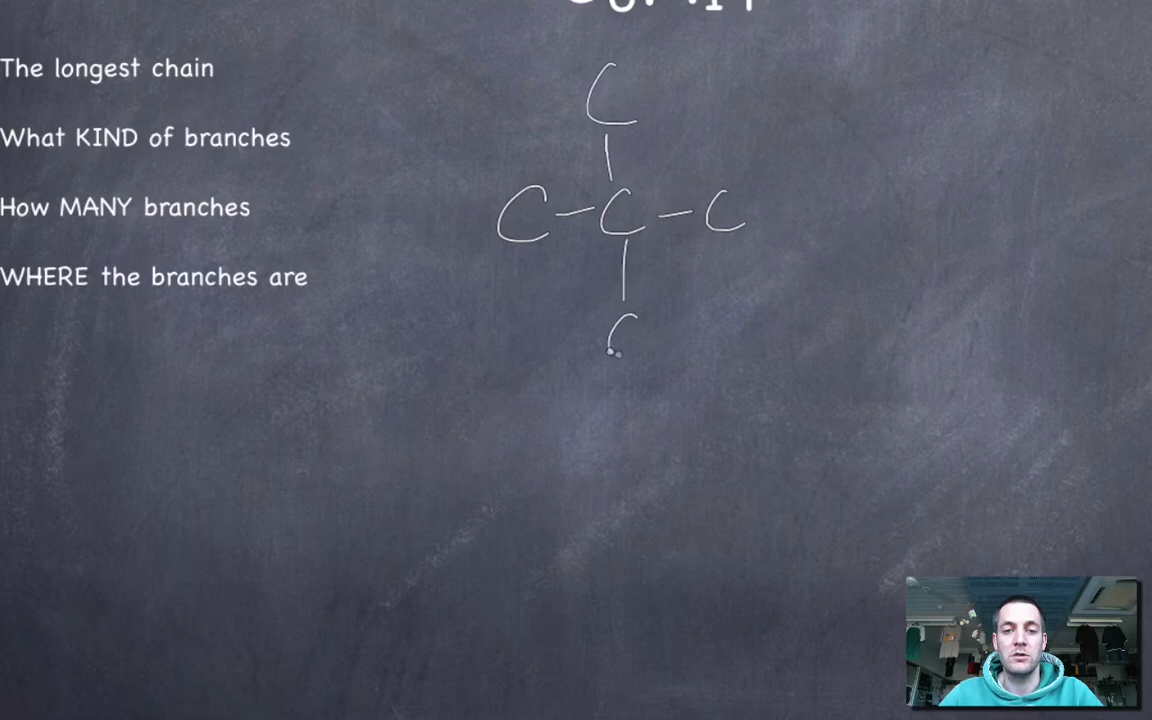 The longest chain
What KIND of branches
How MANY branches
WHERE the branches are
C
C - C - C
C